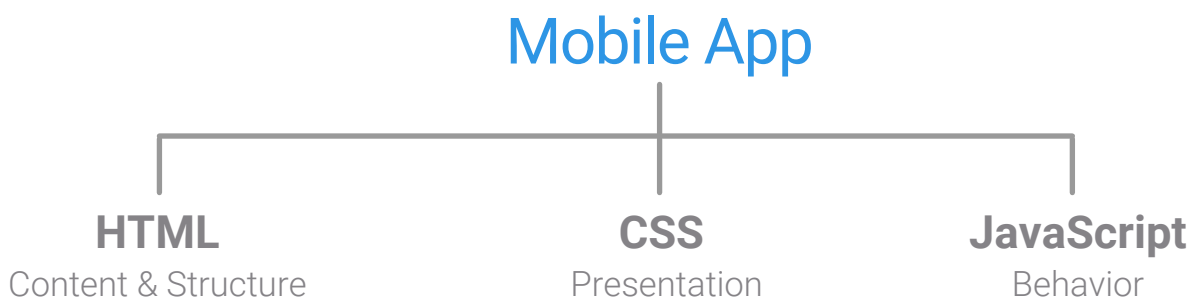 Mobile App
HTML
CSS
JavaScript
Content & Structure
Presentation
Behavior